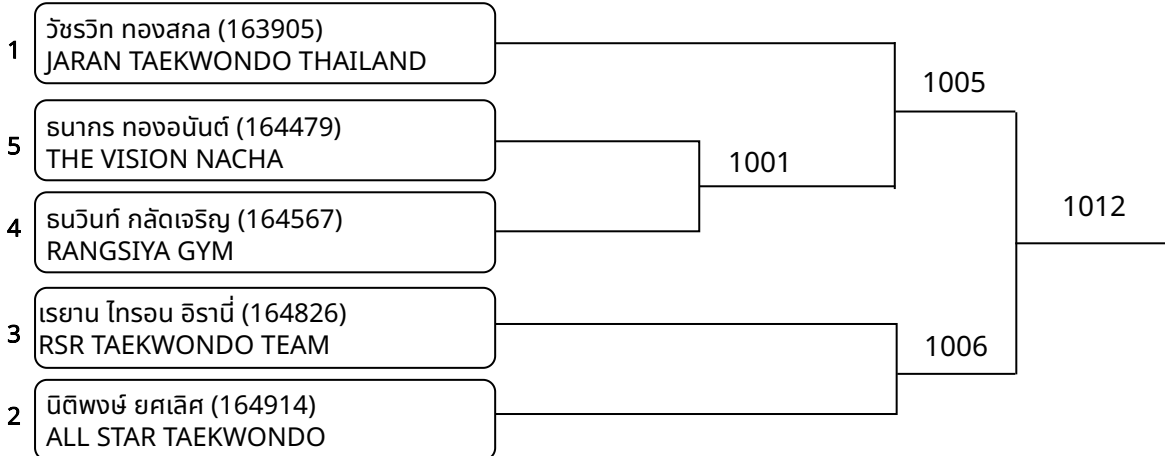 1
วัชรวิท ทองสกล (163905)
JARAN TAEKWONDO THAILAND
1005
5
ธนากร ทองอนันต์ (164479)
THE VISION NACHA
1001
4
ธนวินท์ กลัดเจริญ (164567)
RANGSIYA GYM
1012
3
เรยาน ไทรอน อิรานี่ (164826)
RSR TAEKWONDO TEAM
1006
2
นิติพงษ์ ยศเลิศ (164914)
ALL STAR TAEKWONDO